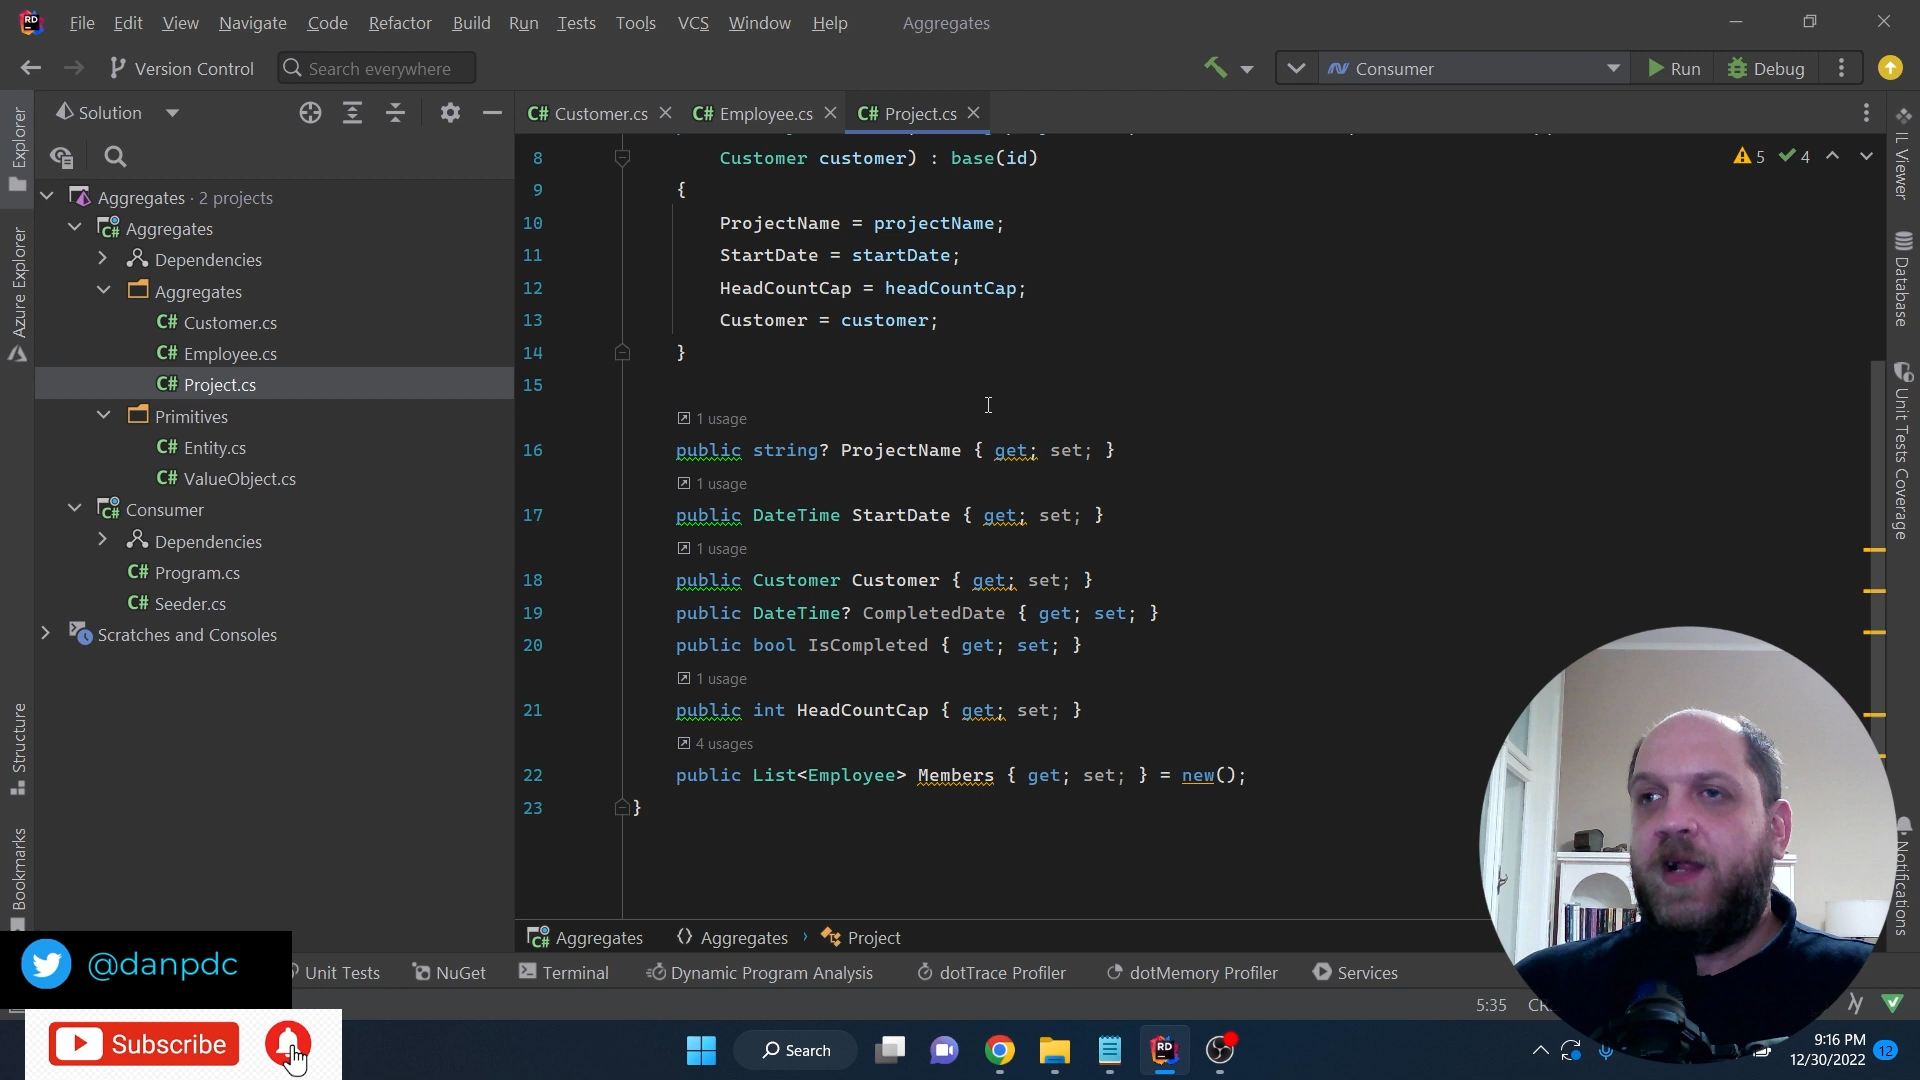 File Edit View Navigate Code Refactor Build Run Tests Tools VCS Window Help Aggregates
Version Control Search everywhere Consumer Run Debug
Solution
C# Customer.cs C# Employee.cs C# Project.cs
Explorer
Azure Explorer
Structure
Bookmarks
Aggregates · 2 projects
Aggregates
Dependencies
Aggregates
C# Customer.cs
C# Employee.cs
C# Project.cs
Primitives
C# Entity.cs
C# ValueObject.cs
Consumer
Dependencies
C# Program.cs
C# Seeder.cs
Scratches and Consoles
8 Customer customer) : base(id)
9 {
10 ProjectName = projectName;
11 StartDate = startDate;
12 HeadCountCap = headCountCap;
13 Customer = customer;
14 }
15
1 usage
16 public string? ProjectName { get; set; }
1 usage
17 public DateTime StartDate { get; set; }
1 usage
18 public Customer Customer { get; set; }
19 public DateTime? CompletedDate { get; set; }
20 public bool IsCompleted { get; set; }
1 usage
21 public int HeadCountCap { get; set; }
4 usages
22 public List<Employee> Members { get; set; } = new();
23 }
5 4
IL Viewer
Database
Unit Tests Coverage
Notifications
Aggregates Aggregates Project
Unit Tests NuGet Terminal Dynamic Program Analysis dotTrace Profiler dotMemory Profiler Services
5:35
@danpdc
Subscribe
Search
9:16 PM
12/30/2022
12